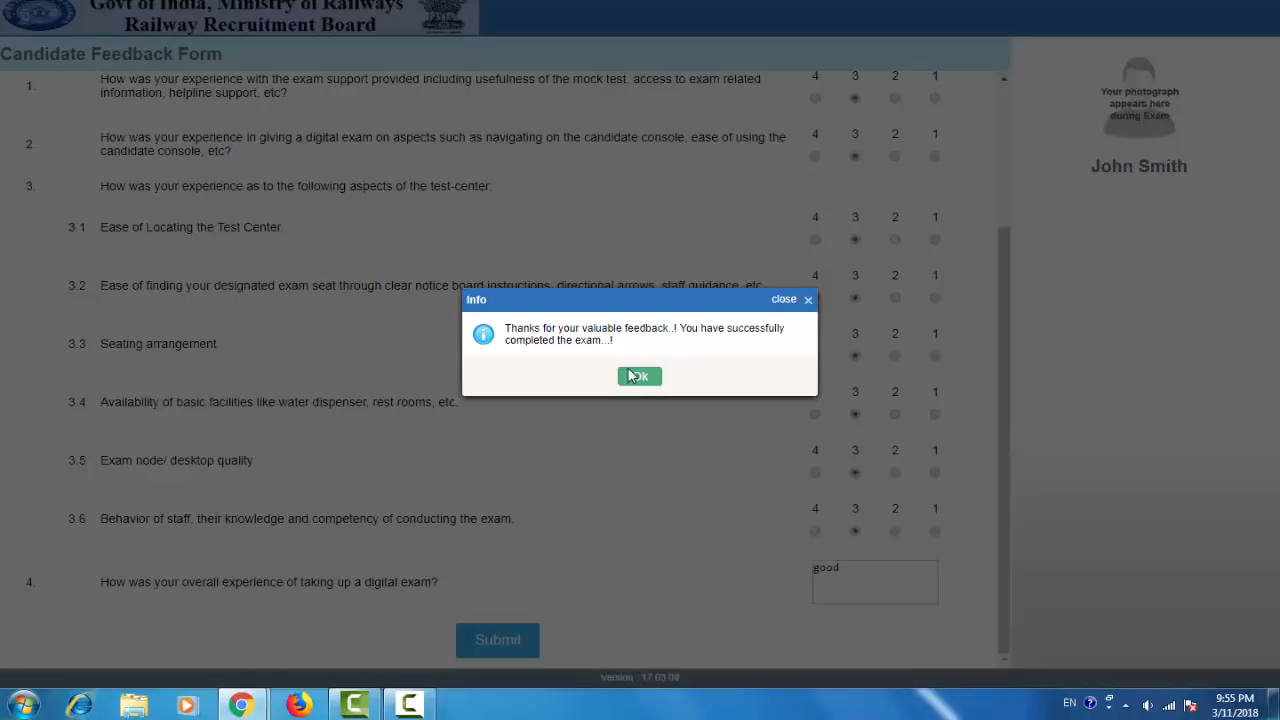 Govt of India, Ministry of Railways
Railway Recruitment Board
Candidate Feedback Form
1. How was your experience with the exam support provided including usefulness of the mock test, access to exam related 4 3 2 1
information, helpline support, etc?
2 How was your experience in giving a digital exam on aspects such as navigating on the candidate console, ease of using the 4 3 2 1
candidate console, etc?
3. How was your experience as to the following aspects of the test-center:
3.1 Ease of Locating the Test Center. 4 3 2 1
3.2 Ease of finding your designated exam seat through clear notice board instructions, directional arrows, staff guidance, etc 4 3 2 1
3.3 Seating arrangement 3 2 1
3.4 Availability of basic facilities like water dispenser, rest rooms, etc. 3 2 1
3.5 Exam node/ desktop quality 4 3 2 1
3.6 Behavior of staff, their knowledge and competency of conducting the exam. 4 3 2 1
4. How was your overall experience of taking up a digital exam? good
Submit
Version : 17.03.08
Your photograph
appears here
during Exam
John Smith
Info close ×
Thanks for your valuable feedback..! You have successfully
completed the exam...!
Ok
EN
9:55 PM
3/11/2018